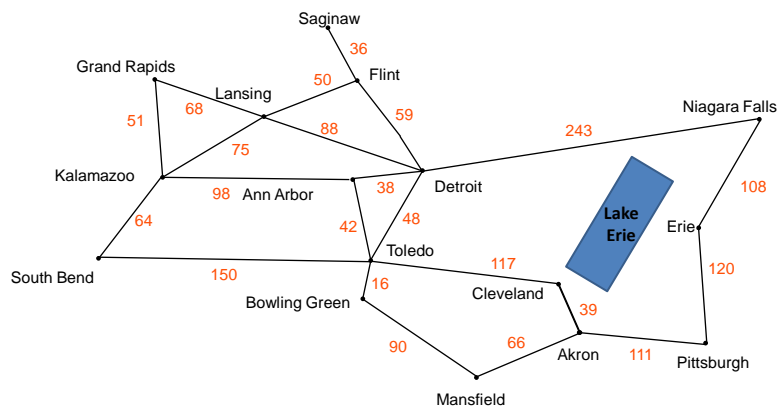 Saginaw
36
Grand Rapids
50
Flint
Lansing
68
59
51
88
243
Niagara Falls
75
Kalamazoo
98
Ann Arbor
38
Detroit
108
64
42
48
Lake
Erie
Erie
South Bend
150
Toledo
117
120
16
Bowling Green
Cleveland
39
90
66
Akron
111
Pittsburgh
Mansfield